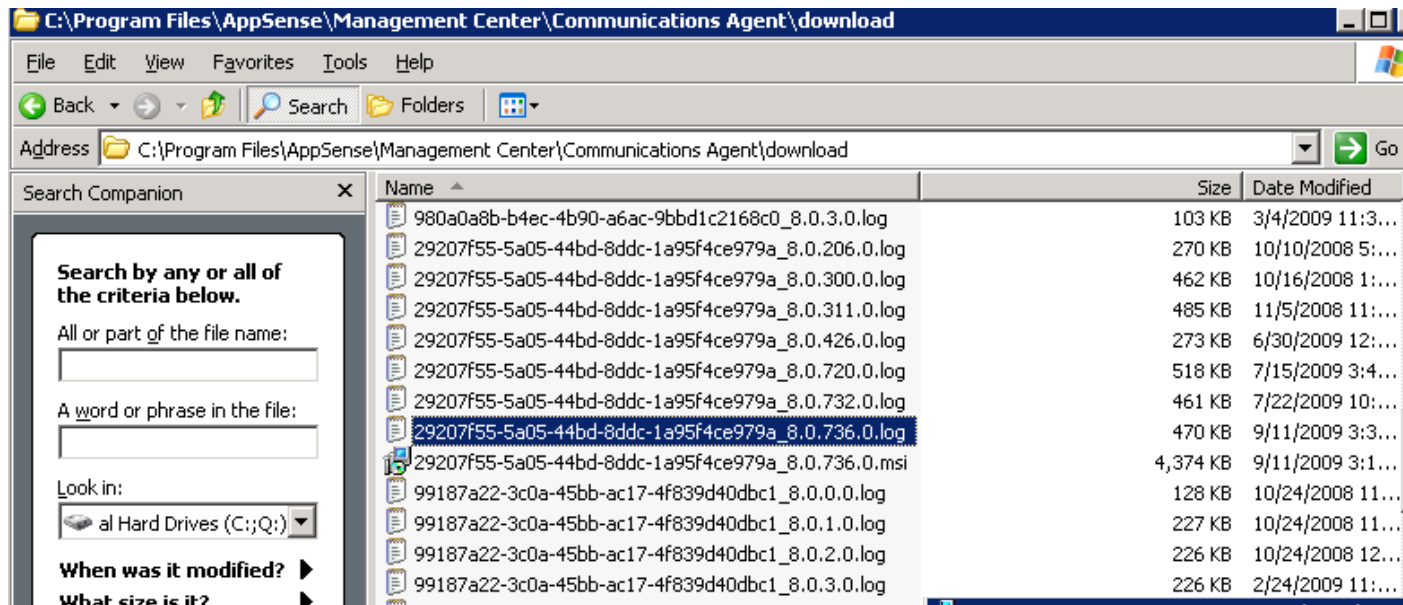 C:\Program Files\AppSense\Management Center\Communications Agent\download
File Edit View Favorites Tools Help
Back Search Folders
Address C:\Program Files\AppSense\Management Center\Communications Agent\download Go
Search Companion
Search by any or all of
the criteria below.
All or part of the file name:
A word or phrase in the file:
Look in:
al Hard Drives (C:;Q:)
When was it modified?
What size is it?
Name Size Date Modified
980a0a8b-b4ec-4b90-a6ac-9bbd1c2168c0_8.0.3.0.log 103 KB 3/4/2009 11:3...
29207f55-5a05-44bd-8ddc-1a95f4ce979a_8.0.206.0.log 270 KB 10/10/2008 5:...
29207f55-5a05-44bd-8ddc-1a95f4ce979a_8.0.300.0.log 462 KB 10/16/2008 1:...
29207f55-5a05-44bd-8ddc-1a95f4ce979a_8.0.311.0.log 485 KB 11/5/2008 11:...
29207f55-5a05-44bd-8ddc-1a95f4ce979a_8.0.426.0.log 273 KB 6/30/2009 12:...
29207f55-5a05-44bd-8ddc-1a95f4ce979a_8.0.720.0.log 518 KB 7/15/2009 3:4...
29207f55-5a05-44bd-8ddc-1a95f4ce979a_8.0.732.0.log 461 KB 7/22/2009 10:...
29207f55-5a05-44bd-8ddc-1a95f4ce979a_8.0.736.0.log 470 KB 9/11/2009 3:3...
29207f55-5a05-44bd-8ddc-1a95f4ce979a_8.0.736.0.msi 4,374 KB 9/11/2009 3:1...
99187a22-3c0a-45bb-ac17-4f839d40dbc1_8.0.0.0.log 128 KB 10/24/2008 11...
99187a22-3c0a-45bb-ac17-4f839d40dbc1_8.0.1.0.log 227 KB 10/24/2008 11...
99187a22-3c0a-45bb-ac17-4f839d40dbc1_8.0.2.0.log 226 KB 10/24/2008 12...
99187a22-3c0a-45bb-ac17-4f839d40dbc1_8.0.3.0.log 226 KB 2/24/2009 11:...